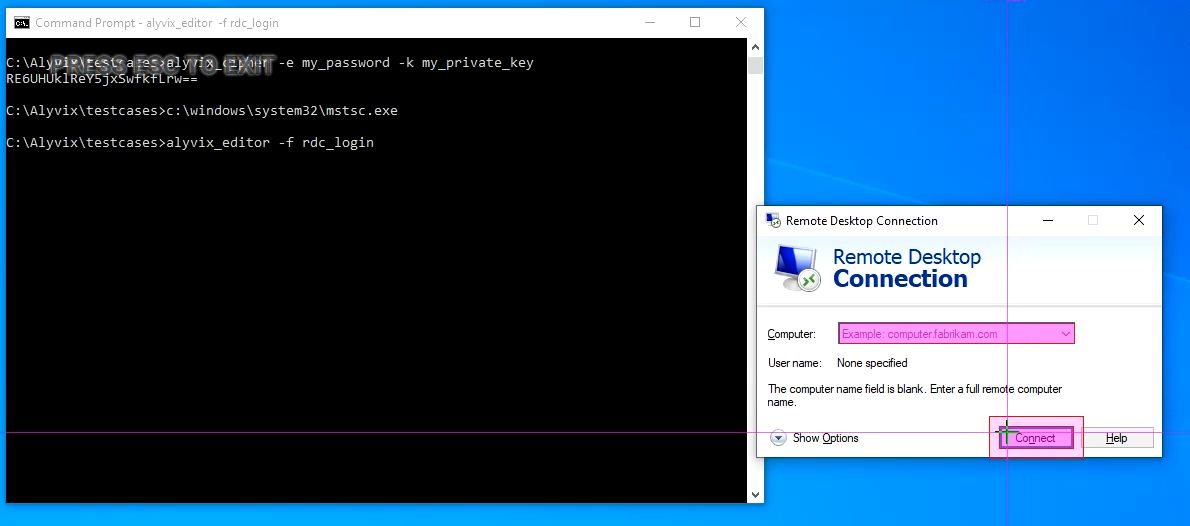 Command Prompt - alyvix_editor -f rdc_login
PRESS ESC TO EXIT
C:\Alyvix\testcases>alyvix_cipher -e my_password -k my_private_key
RE6UHUklReY5jxSwfkfLrw==
C:\Alyvix\testcases>c:\windows\system32\mstsc.exe
C:\Alyvix\testcases>alyvix_editor -f rdc_login
Remote Desktop Connection
Remote Desktop
Connection
Computer: Example: computer.fabrikam.com
User name: None specified
The computer name field is blank. Enter a full remote computer
name.
Show Options Connect Help